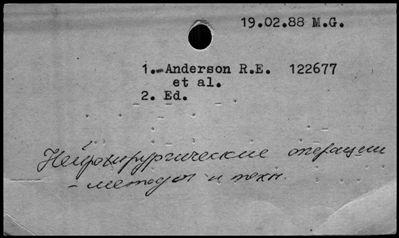 19.02.88 M.G.
1.-Anderson R.E. 122677
et al.
2. Ed.
Нейрохирургические операции
- методы и техн.